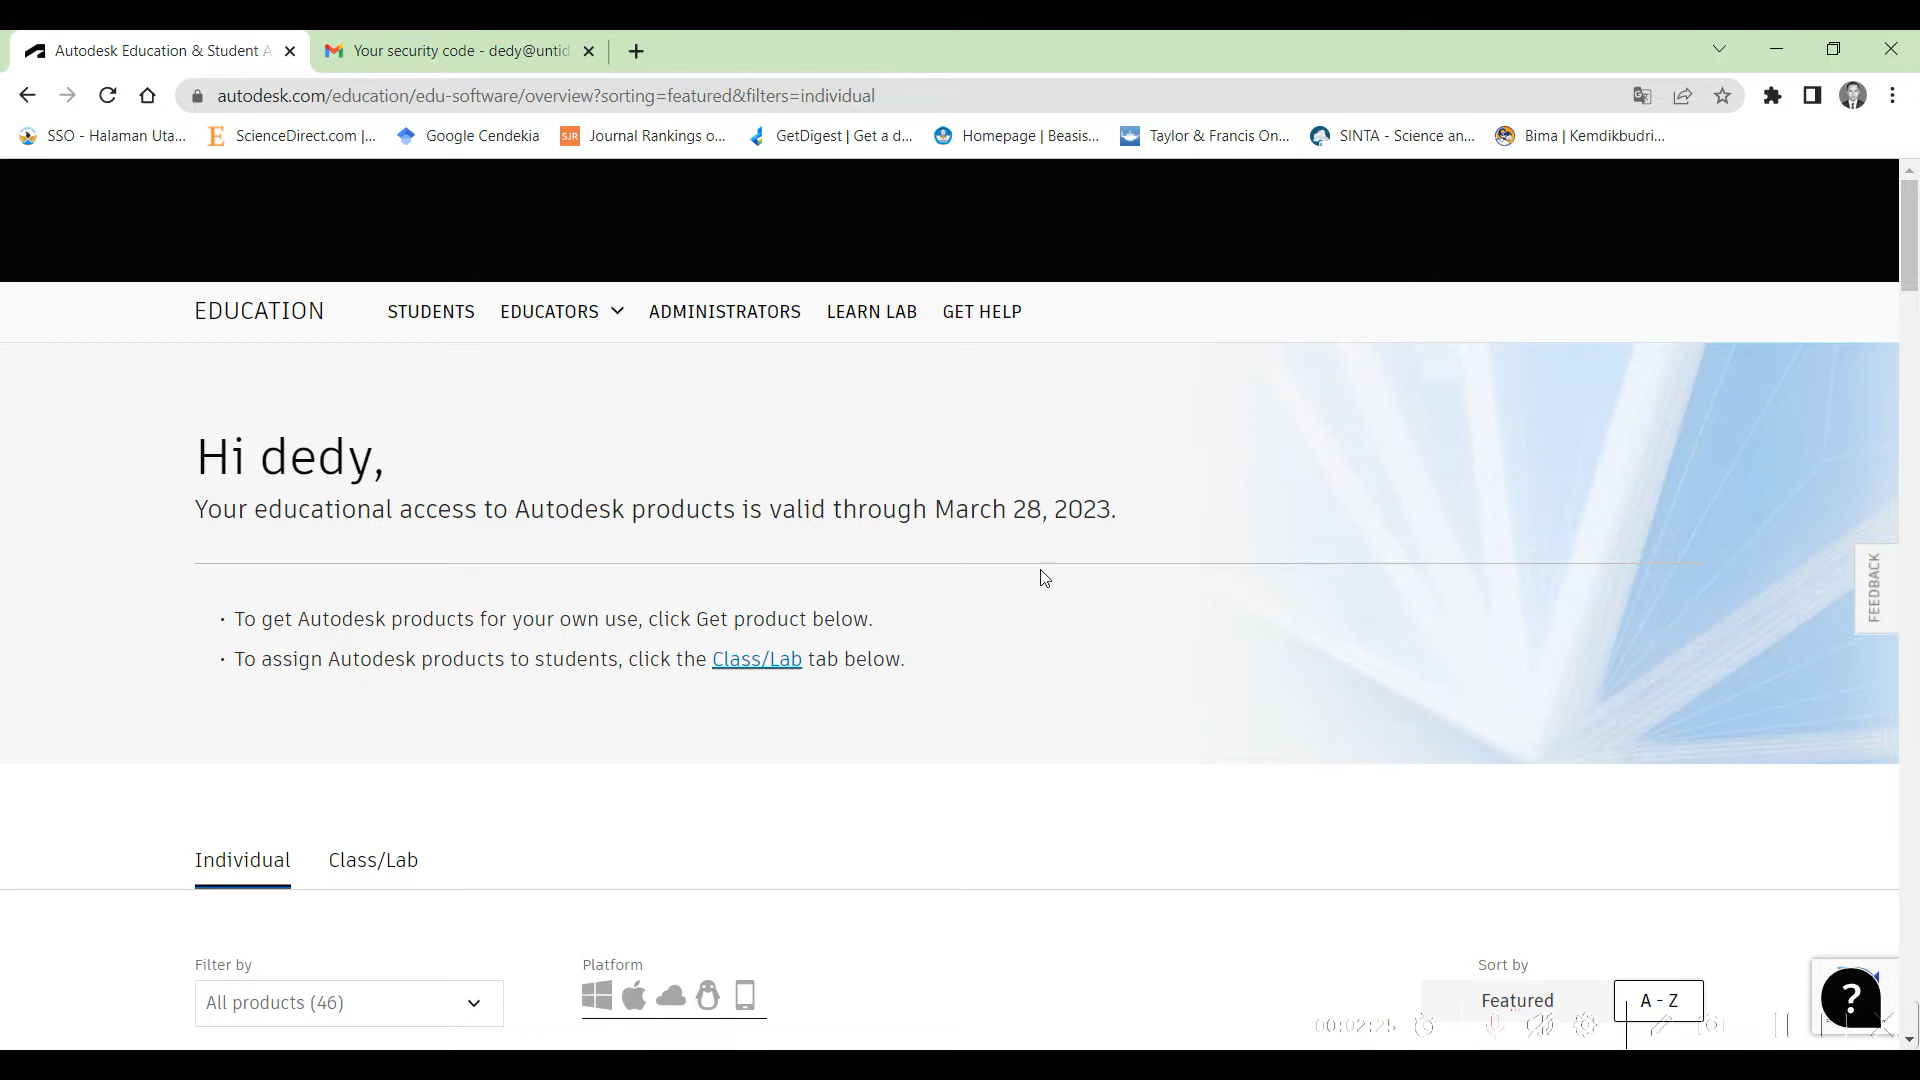 Autodesk Education & Student A
Your security code - dedy@untid
autodesk.com/education/edu-software/overview?sorting=featured&filters=individual
SSO - Halaman Uta...
ScienceDirect.com |...
Google Cendekia
SJR
Journal Rankings o...
GetDigest | Get a d...
Homepage | Beasis...
Taylor & Francis On...
SINTA - Science an...
Bima | Kemdikbudri...
EDUCATION
STUDENTS
EDUCATORS
ADMINISTRATORS
LEARN LAB
GET HELP
Hi dedy,
Your educational access to Autodesk products is valid through March 28, 2023.
FEEDBACK
· To get Autodesk products for your own use, click Get product below.
· To assign Autodesk products to students, click the Class/Lab tab below.
Individual
Class/Lab
Filter by
Platform
Sort by
All products (46)
Featured
A - Z
?
00:02:25